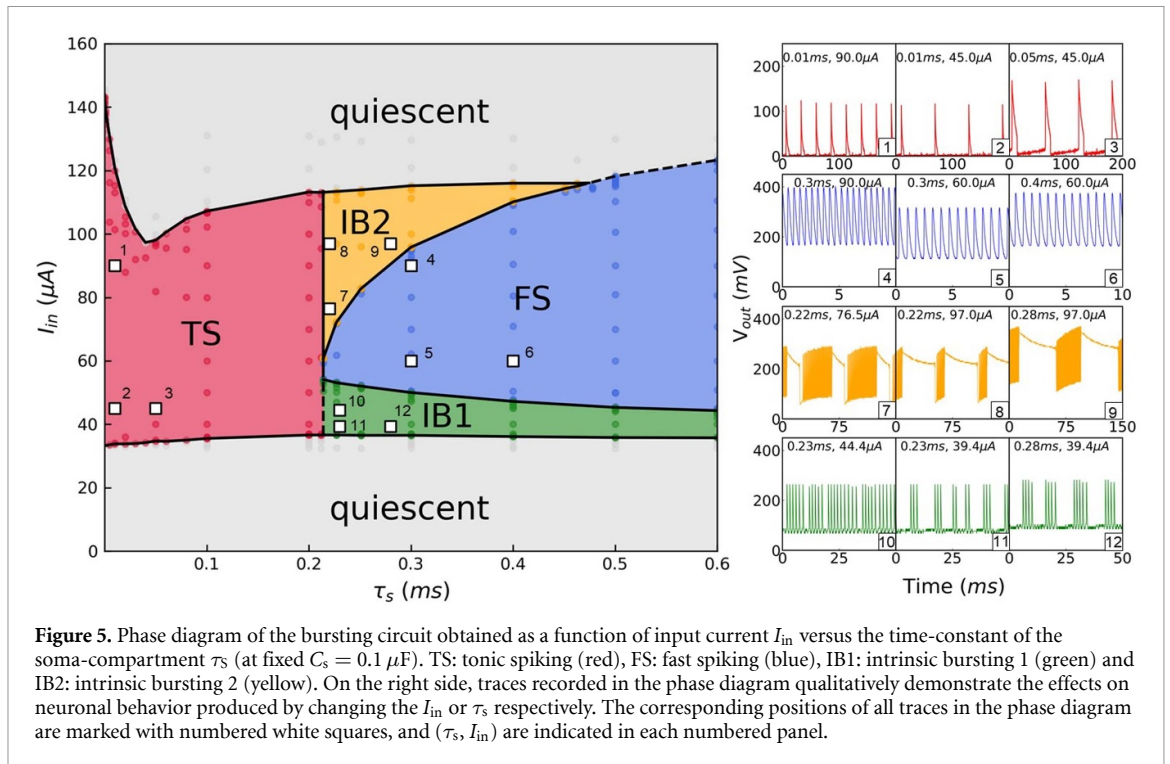 160
140
120
100
80
60
40
20
0
I_in (μA)
quiescent
IB2
TS
FS
IB1
quiescent
1
2
3
4
5
6
7
8
9
10
11
12
0.1
0.2
0.3
0.4
0.5
0.6
τ_s (ms)
V_out (mV)
200
100
0
0.01ms, 90.0μA
0.01ms, 45.0μA
0.05ms, 45.0μA
1
2
3
0
100
0
100
0
100
200
400
200
0
0.3ms, 90.0μA
0.3ms, 60.0μA
0.4ms, 60.0μA
4
5
6
0
5
0
5
0
5
10
400
200
0
0.22ms, 76.5μA
0.22ms, 97.0μA
0.28ms, 97.0μA
7
8
9
0
75
0
75
0
75
150
400
200
0
0.23ms, 44.4μA
0.23ms, 39.4μA
0.28ms, 39.4μA
10
11
12
0
25
0
25
0
25
50
Time (ms)
Figure 5. Phase diagram of the bursting circuit obtained as a function of input current I_in versus the time-constant of the
soma-compartment τ_S (at fixed C_s = 0.1 μF). TS: tonic spiking (red), FS: fast spiking (blue), IB1: intrinsic bursting 1 (green) and
IB2: intrinsic bursting 2 (yellow). On the right side, traces recorded in the phase diagram qualitatively demonstrate the effects on
neuronal behavior produced by changing the I_in or τ_s respectively. The corresponding positions of all traces in the phase diagram
are marked with numbered white squares, and (τ_s, I_in) are indicated in each numbered panel.